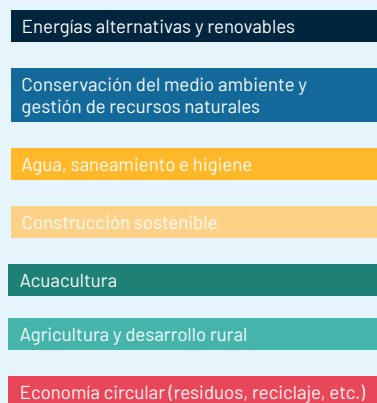 Energías alternativas y renovables
Conservación del medio ambiente y
gestión de recursos naturales
Agua, saneamiento e higiene
Construcción sostenible
Acuacultura
Agricultura y desarrollo rural
Economía circular (residuos, reciclaje, etc.)